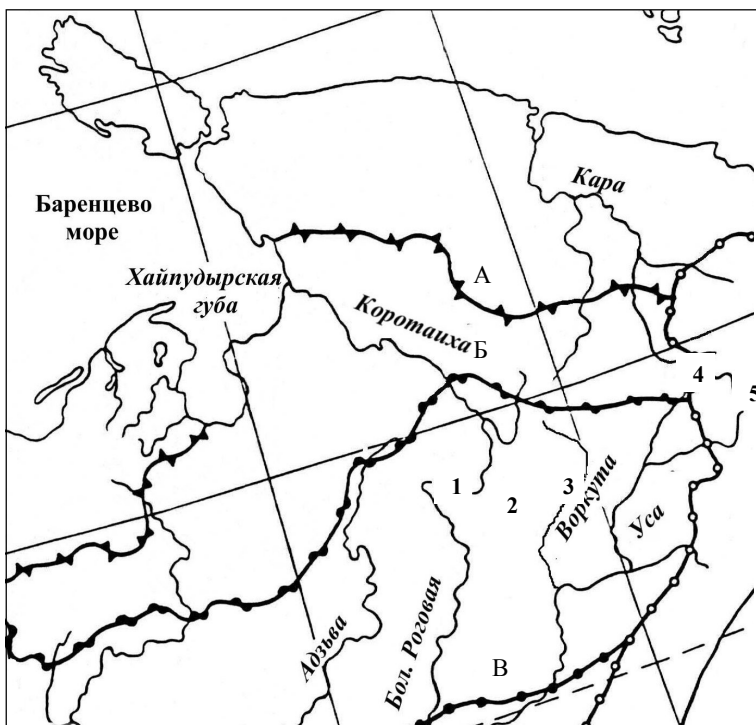 Кара
Баренцево
море
Хайпудырская
губа
А
Коротаиха
Б
4
5
1
2
3
Воркута
Уса
Адзьва
Бол. Роговая
В